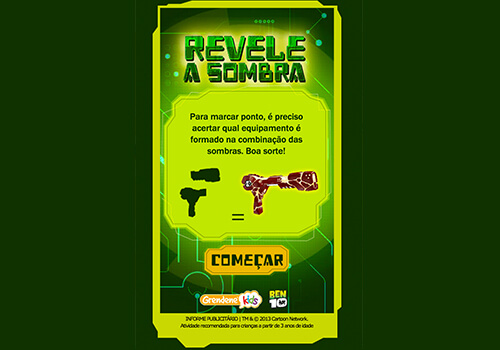 REVELE
A SOMBRA
Para marcar ponto, é preciso
acertar qual equipamento é
formado na combinação das
sombras. Boa sorte!
=
COMEÇAR
Grendene kids
BEN
10
INFORME PUBLICITÁRIO | TM & © 2013 Cartoon Network.
Atividade recomendada para crianças a partir de 3 anos de idade